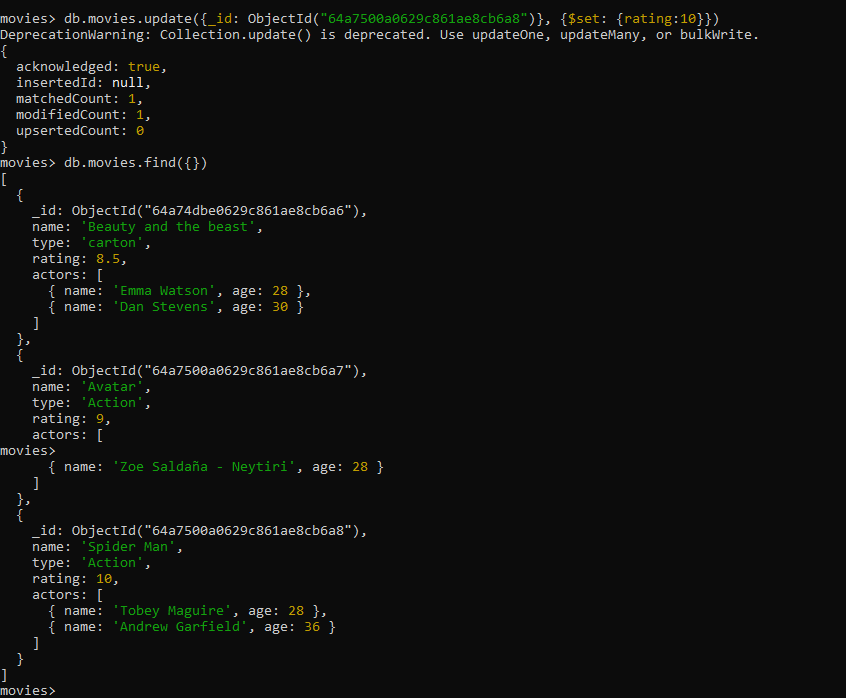 movies> db.movies.update({_id: ObjectId("64a7500a0629c861ae8cb6a8")}, {$set: {rating:10}})
DeprecationWarning: Collection.update() is deprecated. Use updateOne, updateMany, or bulkWrite.
{
  acknowledged: true,
  insertedId: null,
  matchedCount: 1,
  modifiedCount: 1,
  upsertedCount: 0
}
movies> db.movies.find({})
[
  {
    _id: ObjectId("64a74dbe0629c861ae8cb6a6"),
    name: 'Beauty and the beast',
    type: 'carton',
    rating: 8.5,
    actors: [
      { name: 'Emma Watson', age: 28 },
      { name: 'Dan Stevens', age: 30 }
    ]
  },
  {
    _id: ObjectId("64a7500a0629c861ae8cb6a7"),
    name: 'Avatar',
    type: 'Action',
    rating: 9,
    actors: [
movies>
      { name: 'Zoe Saldaña - Neytiri', age: 28 }
    ]
  },
  {
    _id: ObjectId("64a7500a0629c861ae8cb6a8"),
    name: 'Spider Man',
    type: 'Action',
    rating: 10,
    actors: [
      { name: 'Tobey Maguire', age: 28 },
      { name: 'Andrew Garfield', age: 36 }
    ]
  }
]
movies>